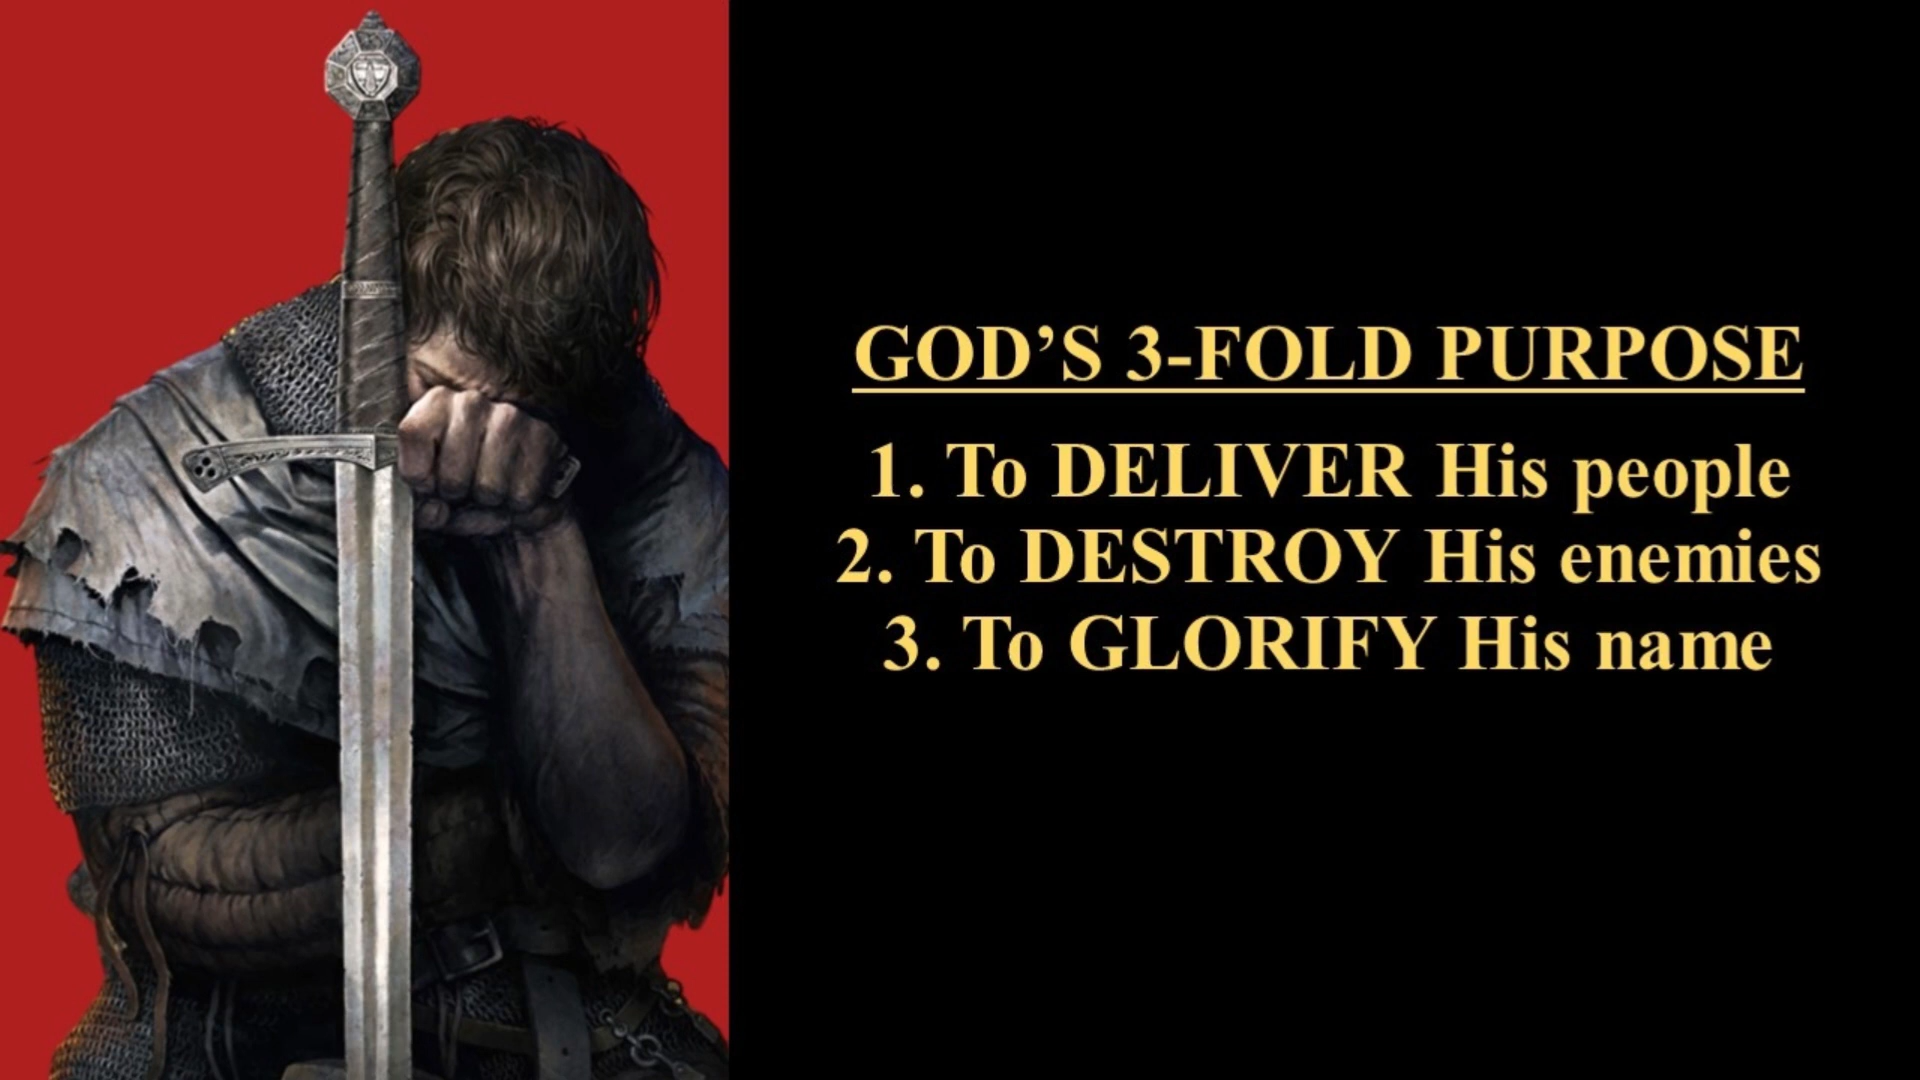 GOD’S 3-FOLD PURPOSE
1. To DELIVER His people
2. To DESTROY His enemies
3. To GLORIFY His name